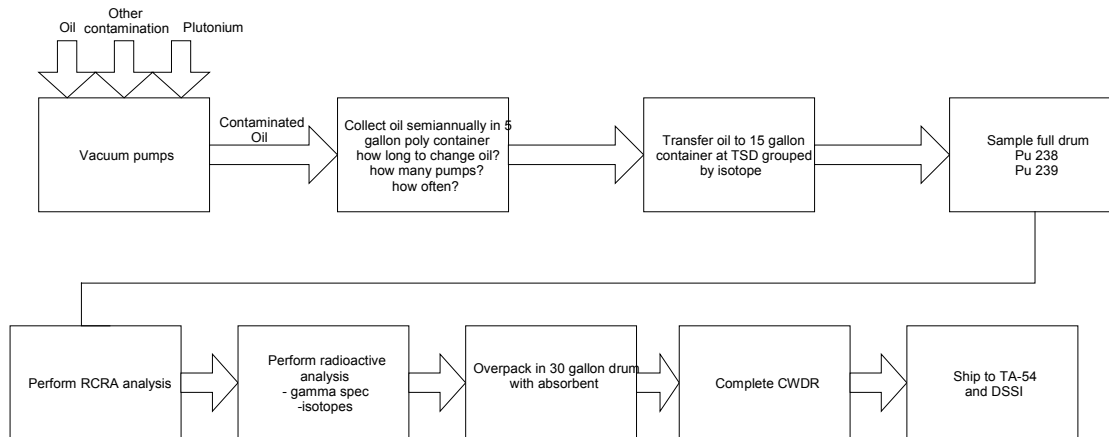 Oil
Other
contamination
Plutonium
Vacuum pumps
Contaminated
Oil
Collect oil semiannually in 5
gallon poly container
how long to change oil?
how many pumps?
how often?
Transfer oil to 15 gallon
container at TSD grouped
by isotope
Sample full drum
Pu 238
Pu 239
Perform RCRA analysis
Perform radioactive
analysis
- gamma spec
-isotopes
Overpack in 30 gallon drum
with absorbent
Complete CWDR
Ship to TA-54
and DSSI